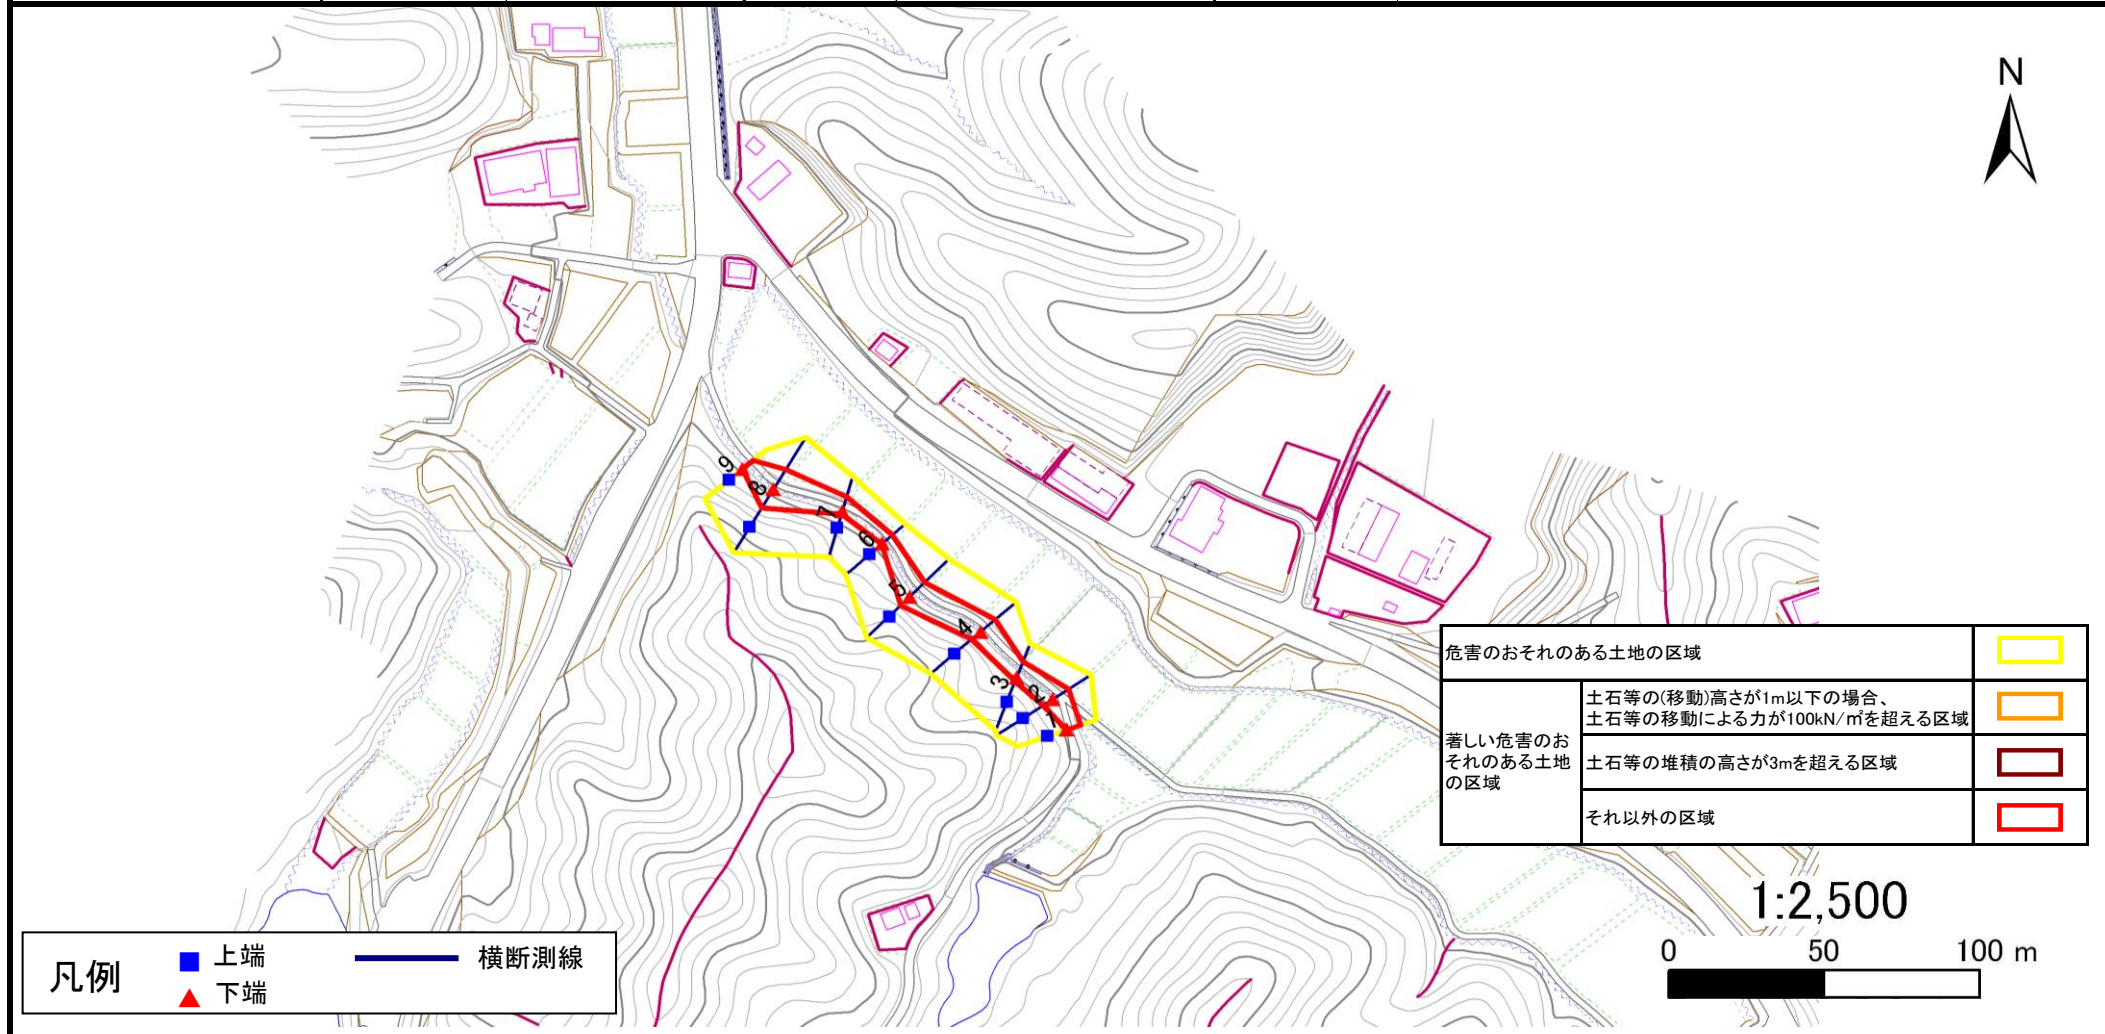 N
9
8
7
6
5
4
3
2
1
危害のおそれのある土地の区域
著しい危害のお
それのある土地
の区域
土石等の(移動)高さが1m以下の場合、
土石等の移動による力が100kN/㎡を超える区域
土石等の堆積の高さが3mを超える区域
それ以外の区域
1:2,500
0 50 100 m
凡例
上端
下端
横断測線